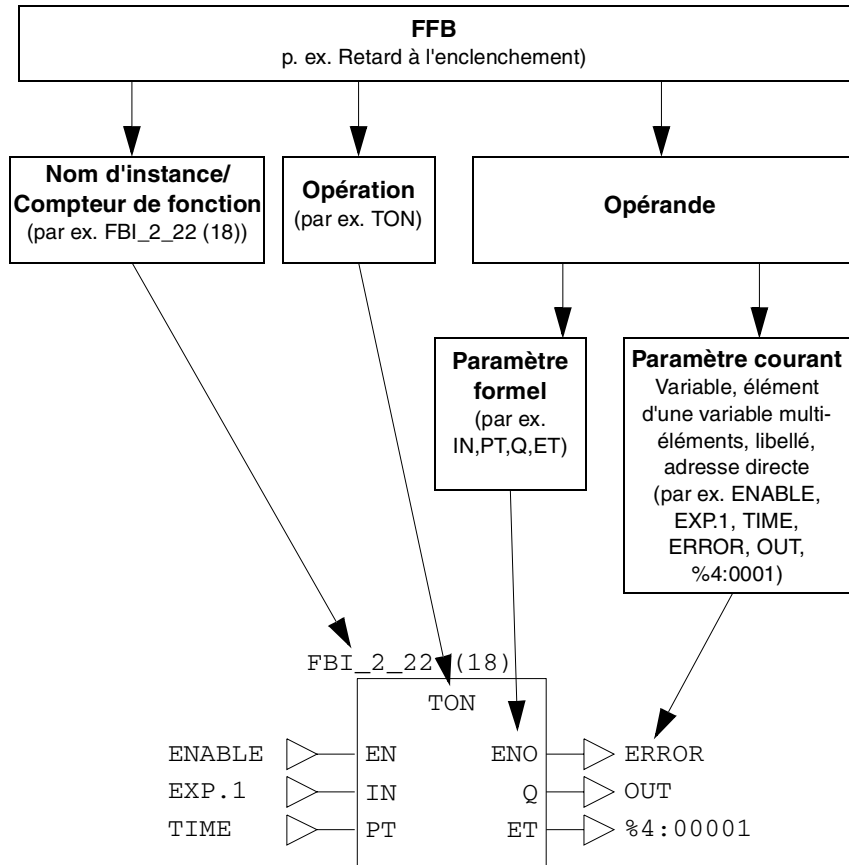 FFB
p. ex. Retard à l'enclenchement)
Nom d'instance/
Compteur de fonction
(par ex. FBI_2_22 (18))
Opération
(par ex. TON)
Opérande
Paramètre
formel
(par ex.
IN,PT,Q,ET)
Paramètre courant
Variable, élément
d'une variable multi-
éléments, libellé,
adresse directe
(par ex. ENABLE,
EXP.1, TIME,
ERROR, OUT,
%4:0001)
FBI_2_22 (18)
TON
ENABLE EN ENO ERROR
EXP.1 IN Q OUT
TIME PT ET %4:00001